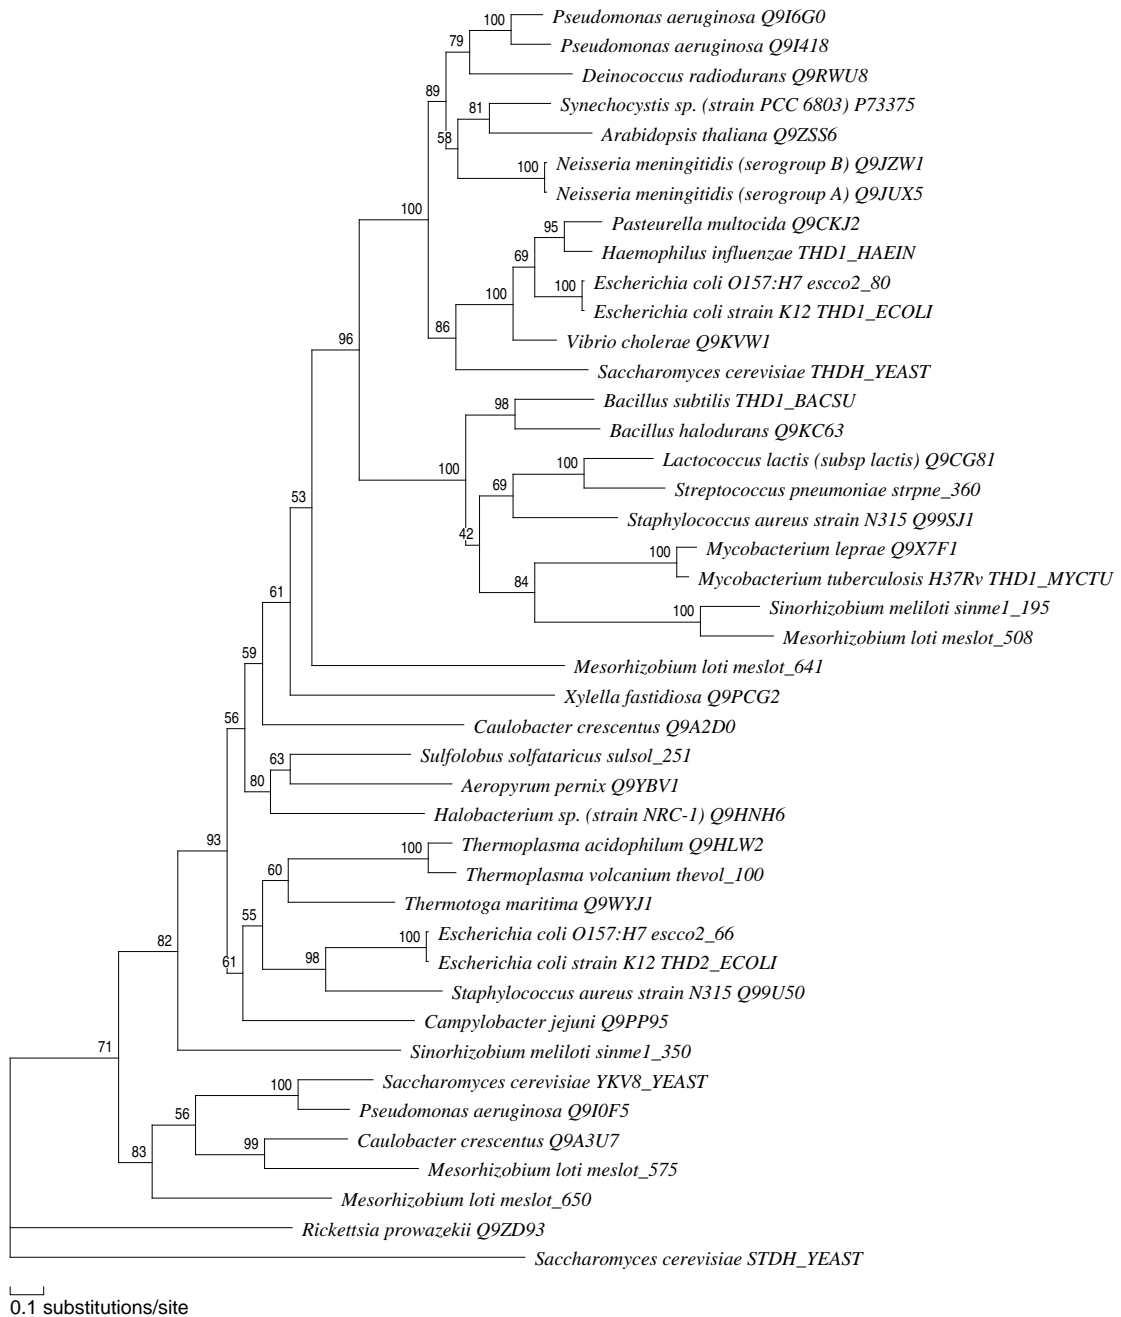 100 Pseudomonas aeruginosa Q9I6G0
79 Pseudomonas aeruginosa Q9I418
Deinococcus radiodurans Q9RWU8
89
81 Synechocystis sp. (strain PCC 6803) P73375
58 Arabidopsis thaliana Q9ZSS6
100 Neisseria meningitidis (serogroup B) Q9JZW1
Neisseria meningitidis (serogroup A) Q9JUX5
100
95 Pasteurella multocida Q9CKJ2
69 Haemophilus influenzae THD1_HAEIN
100 Escherichia coli O157:H7 escco2_80
100 Escherichia coli strain K12 THD1_ECOLI
86 Vibrio cholerae Q9KVW1
96
Saccharomyces cerevisiae THDH_YEAST
98 Bacillus subtilis THD1_BACSU
Bacillus halodurans Q9KC63
100 100 Lactococcus lactis (subsp lactis) Q9CG81
69 Streptococcus pneumoniae strpne_360
53
Staphylococcus aureus strain N315 Q99SJ1
42
100 Mycobacterium leprae Q9X7F1
84 Mycobacterium tuberculosis H37Rv THD1_MYCTU
61
100 Sinorhizobium meliloti sinme1_195
Mesorhizobium loti meslot_508
59
Mesorhizobium loti meslot_641
Xylella fastidiosa Q9PCG2
56
Caulobacter crescentus Q9A2D0
63 Sulfolobus solfataricus sulsol_251
80 Aeropyrum pernix Q9YBV1
Halobacterium sp. (strain NRC-1) Q9HNH6
93
100 Thermoplasma acidophilum Q9HLW2
60 Thermoplasma volcanium thevol_100
Thermotoga maritima Q9WYJ1
55
100 Escherichia coli O157:H7 escco2_66
82
61 98 Escherichia coli strain K12 THD2_ECOLI
Staphylococcus aureus strain N315 Q99U50
Campylobacter jejuni Q9PP95
71
Sinorhizobium meliloti sinme1_350
100 Saccharomyces cerevisiae YKV8_YEAST
56 Pseudomonas aeruginosa Q9I0F5
99 Caulobacter crescentus Q9A3U7
83
Mesorhizobium loti meslot_575
Mesorhizobium loti meslot_650
Rickettsia prowazekii Q9ZD93
Saccharomyces cerevisiae STDH_YEAST
0.1 substitutions/site